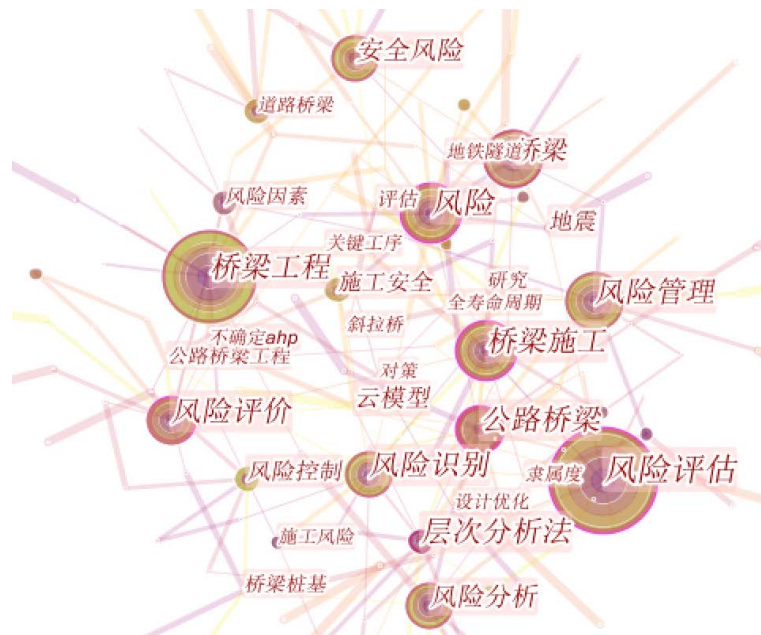 安全风险
道路桥梁
地铁隧道
桥梁
风险因素
评估
风险
地震
关键工序
桥梁工程
施工安全
研究
全寿命周期
风险管理
斜拉桥
不确定ahp
公路桥梁工程
桥梁施工
对策
云模型
风险评价
公路桥梁
风险控制
风险识别
隶属度
风险评估
设计优化
层次分析法
施工风险
桥梁桩基
风险分析